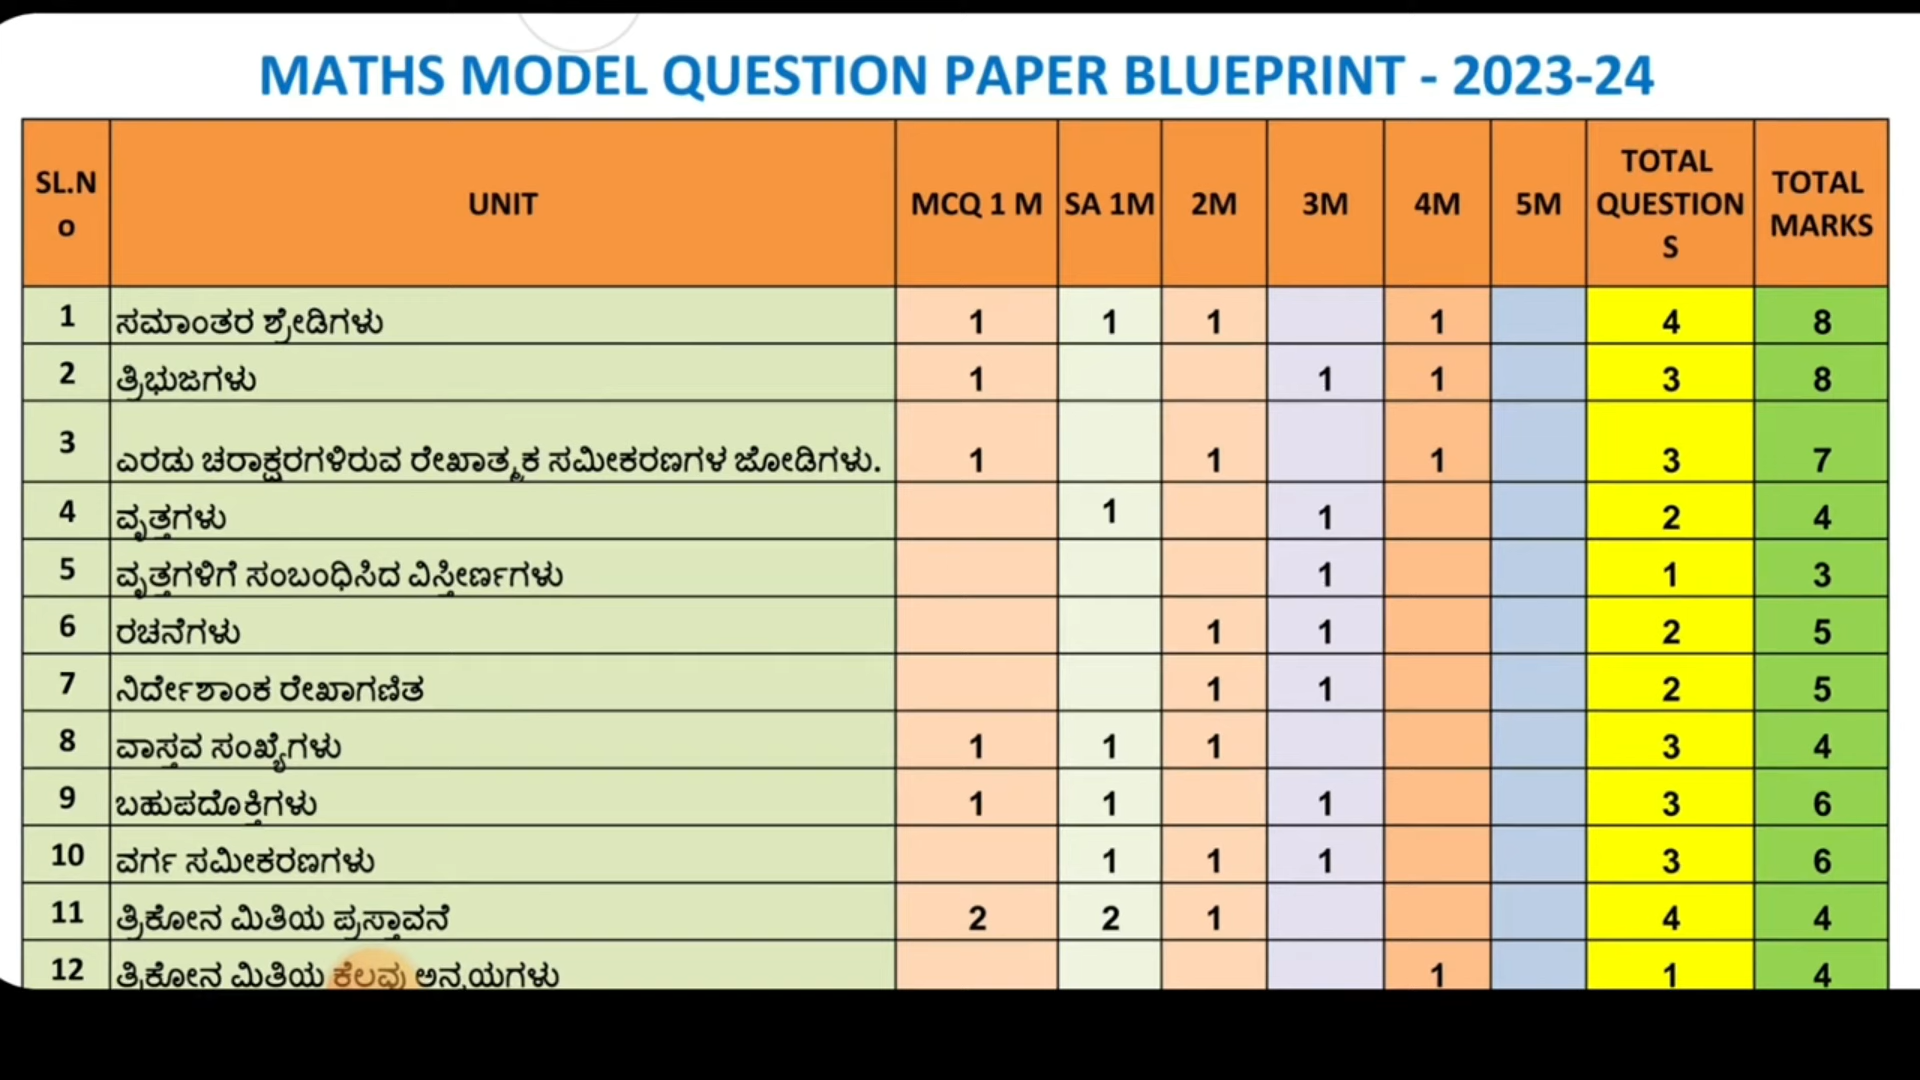 MATHS MODEL QUESTION PAPER BLUEPRINT - 2023-24
SL.N
o
UNIT
MCQ 1 M
SA 1M
2M
3M
4M
5M
TOTAL
QUESTION
S
TOTAL
MARKS
1 ಸಮಾಂತರ ಶ್ರೇಡಿಗಳು 1 1 1 1 4 8
2 ತ್ರಿಭುಜಗಳು 1 1 1 3 8
3 ಎರಡು ಚರಾಕ್ಷರಗಳಿರುವ ರೇಖಾತ್ಮಕ ಸಮೀಕರಣಗಳ ಜೋಡಿಗಳು. 1 1 1 3 7
4 ವೃತ್ತಗಳು 1 1 2 4
5 ವೃತ್ತಗಳಿಗೆ ಸಂಬಂಧಿಸಿದ ವಿಸ್ತೀರ್ಣಗಳು 1 1 3
6 ರಚನೆಗಳು 1 1 2 5
7 ನಿರ್ದೇಶಾಂಕ ರೇಖಾಗಣಿತ 1 1 2 5
8 ವಾಸ್ತವ ಸಂಖ್ಯೆಗಳು 1 1 1 3 4
9 ಬಹುಪದೊಕ್ತಿಗಳು 1 1 1 3 6
10 ವರ್ಗ ಸಮೀಕರಣಗಳು 1 1 1 3 6
11 ತ್ರಿಕೋನ ಮಿತಿಯ ಪ್ರಸ್ತಾವನೆ 2 2 1 4 4
12 ತ್ರಿಕೋನ ಮಿತಿಯ ಕೆಲವು ಅನ್ವಯಗಳು 1 1 4